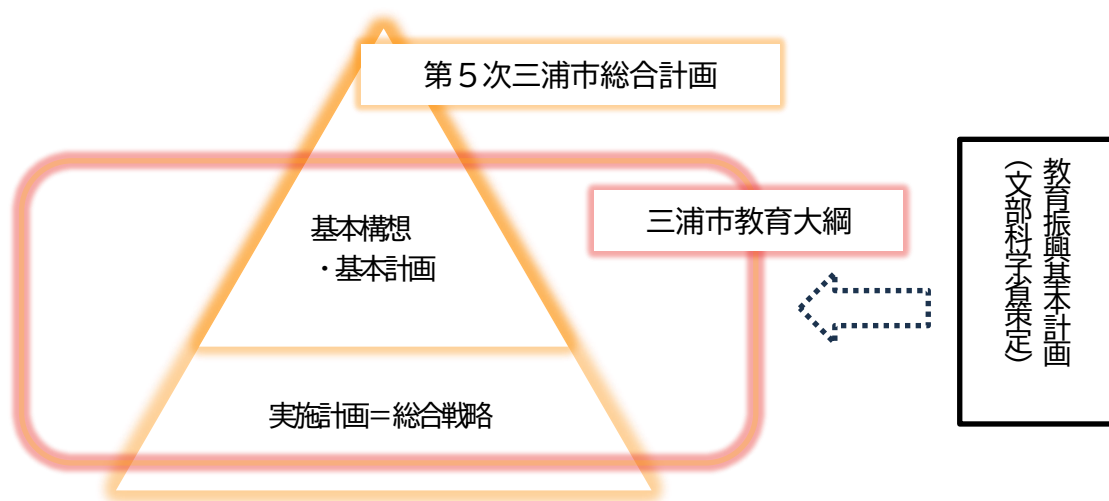 第５次三浦市総合計画
三浦市教育大綱
基本構想
・基本計画
実施計画＝総合戦略
教育振興基本計画
（文部科学省策定）